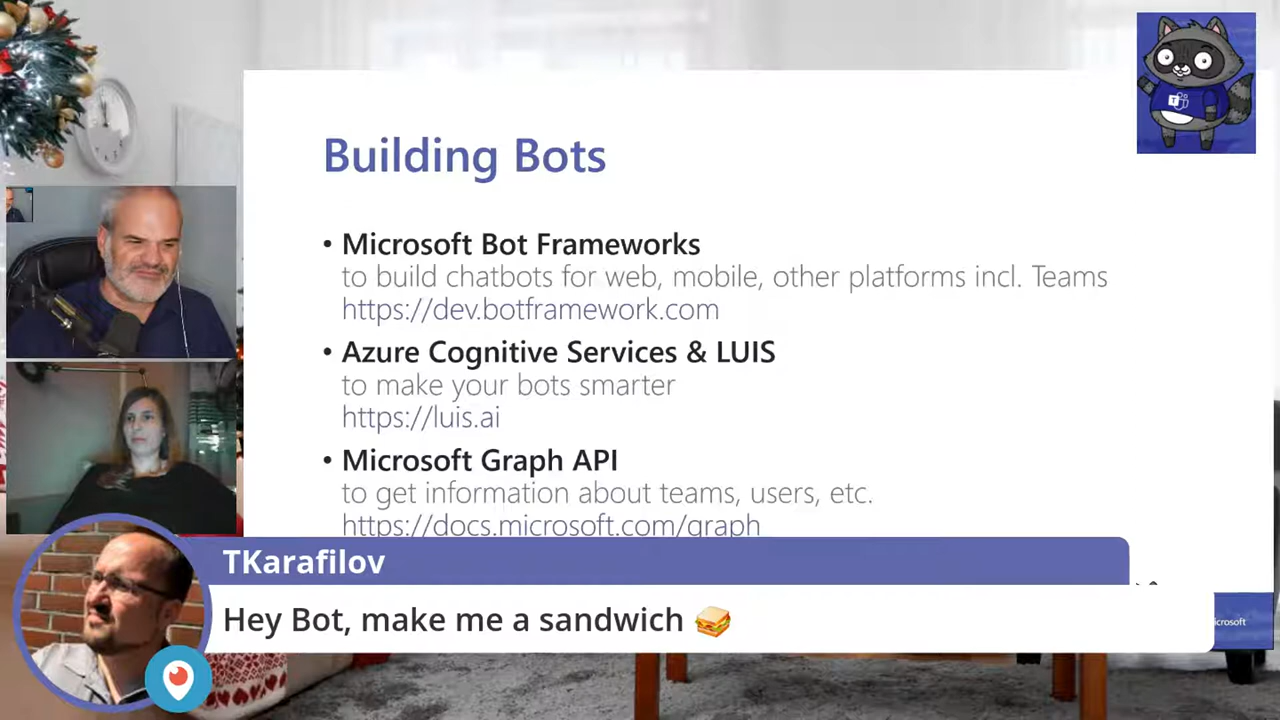 Building Bots
• Microsoft Bot Frameworks
to build chatbots for web, mobile, other platforms incl. Teams
https://dev.botframework.com
• Azure Cognitive Services & LUIS
to make your bots smarter
https://luis.ai
• Microsoft Graph API
to get information about teams, users, etc.
https://docs.microsoft.com/graph
TKarafilov
Hey Bot, make me a sandwich 🥪
icrosoft
T